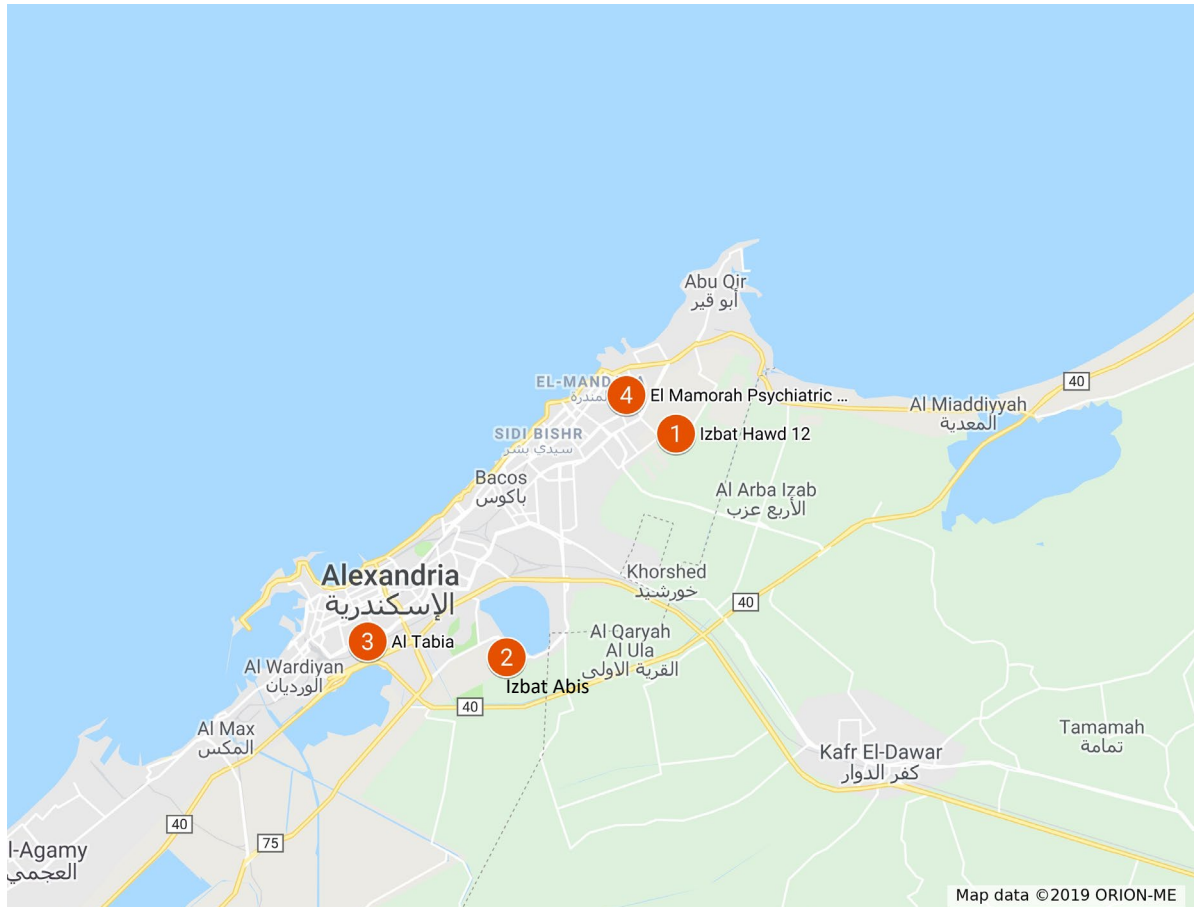 Abu Qir
أبو قير
40
EL-MAND
لمندرة
4
El Mamorah Psychiatric ...
Al Miaddiyyah
المعدية
SIDI BISHR
سيدي بشر
1
Izbat Hawd 12
Bacos
باكوس
Al Arba Izab
الأربع عزب
Alexandria
الإسكندرية
Khorshed
خورشيد
40
3
Al Tabia
Al Qaryah
Al Ula
القرية الاولى
2
Izbat Abis
Al Wardiyan
الورديان
40
Al Max
المكس
Kafr El-Dawar
كفر الدوار
Tamamah
تمامة
40
75
l-Agamy
العجمي
Map data ©2019 ORION-ME